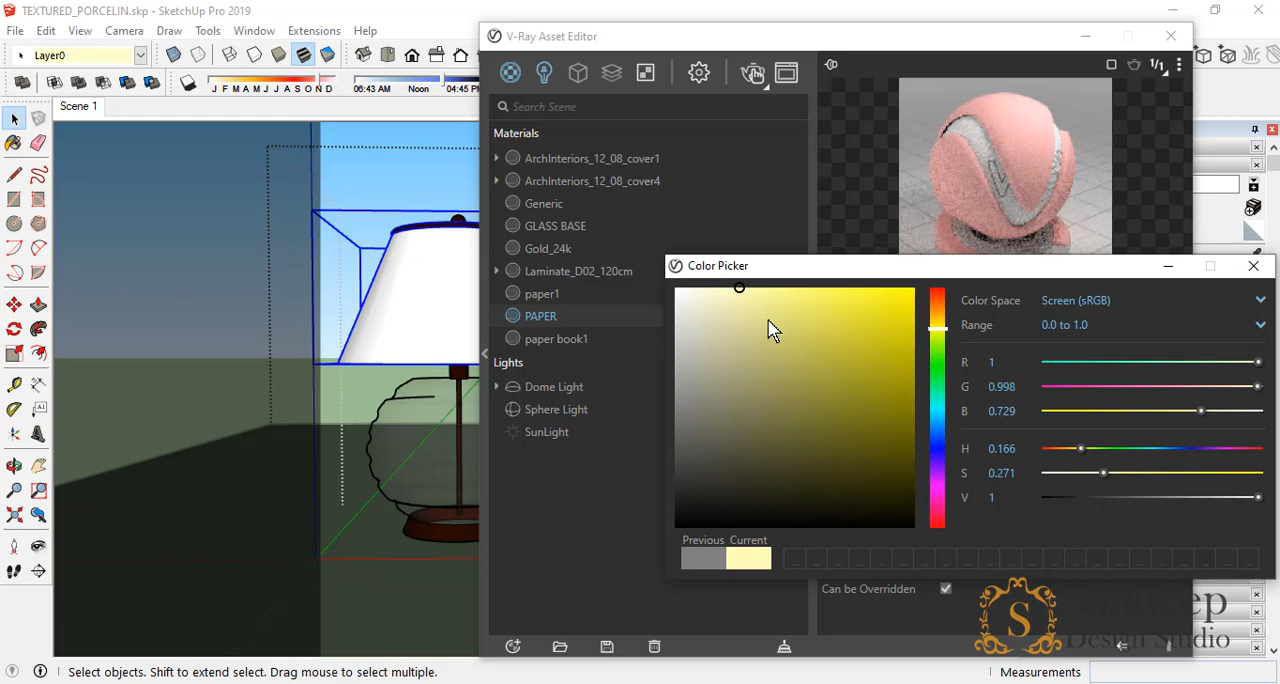 TEXTURED_PORCELIN.skp - SketchUp Pro 2019
File Edit View Camera Draw Tools Window Extensions Help
Layer0
J F M A M J J A S O N D
06:43 AM Noon 04:45 PM
Scene 1
V-Ray Asset Editor
1/1
Search Scene
Materials
ArchInteriors_12_08_cover1
ArchInteriors_12_08_cover4
Generic
GLASS BASE
Gold_24k
Laminate_D02_120cm
paper1
PAPER
paper book1
Lights
Dome Light
Sphere Light
SunLight
Color Picker
Color Space Screen (sRGB)
Range 0.0 to 1.0
R 1
G 0.998
B 0.729
H 0.166
S 0.271
V 1
Previous Current
Can be Overridden
S
Design Studio
Select objects. Shift to extend select. Drag mouse to select multiple.
Measurements